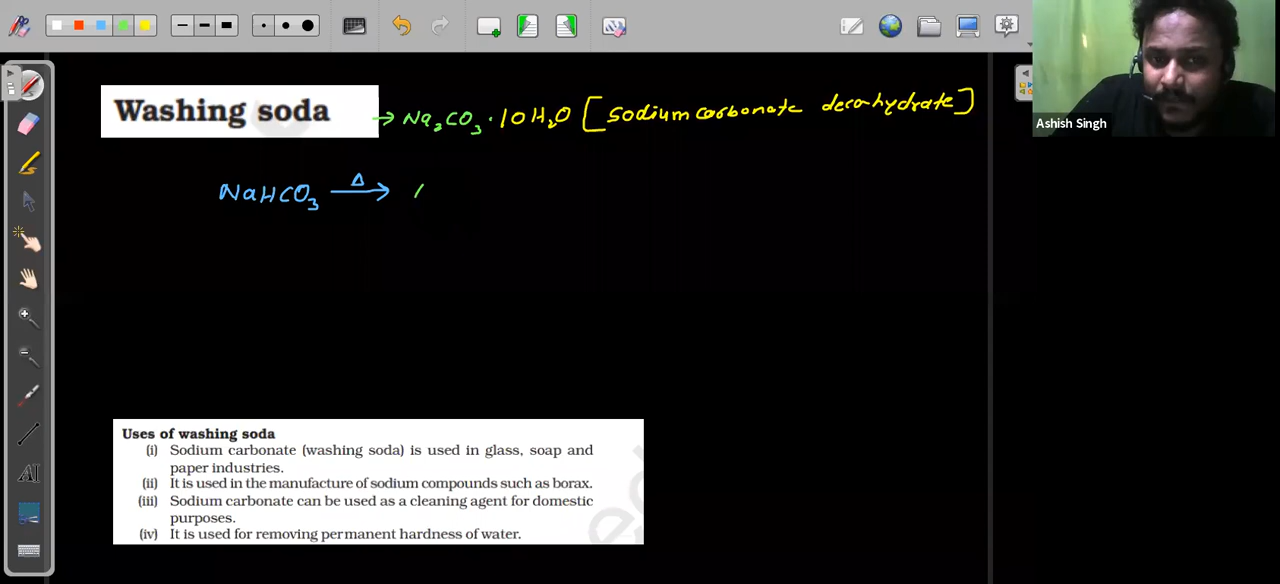 Washing soda → Na₂CO₃·10H₂O [sodium carbonate decahydrate]
Ashish Singh
NaHCO₃ —Δ→
Uses of washing soda
(i) Sodium carbonate (washing soda) is used in glass, soap and
paper industries.
(ii) It is used in the manufacture of sodium compounds such as borax.
(iii) Sodium carbonate can be used as a cleaning agent for domestic
purposes.
(iv) It is used for removing permanent hardness of water.